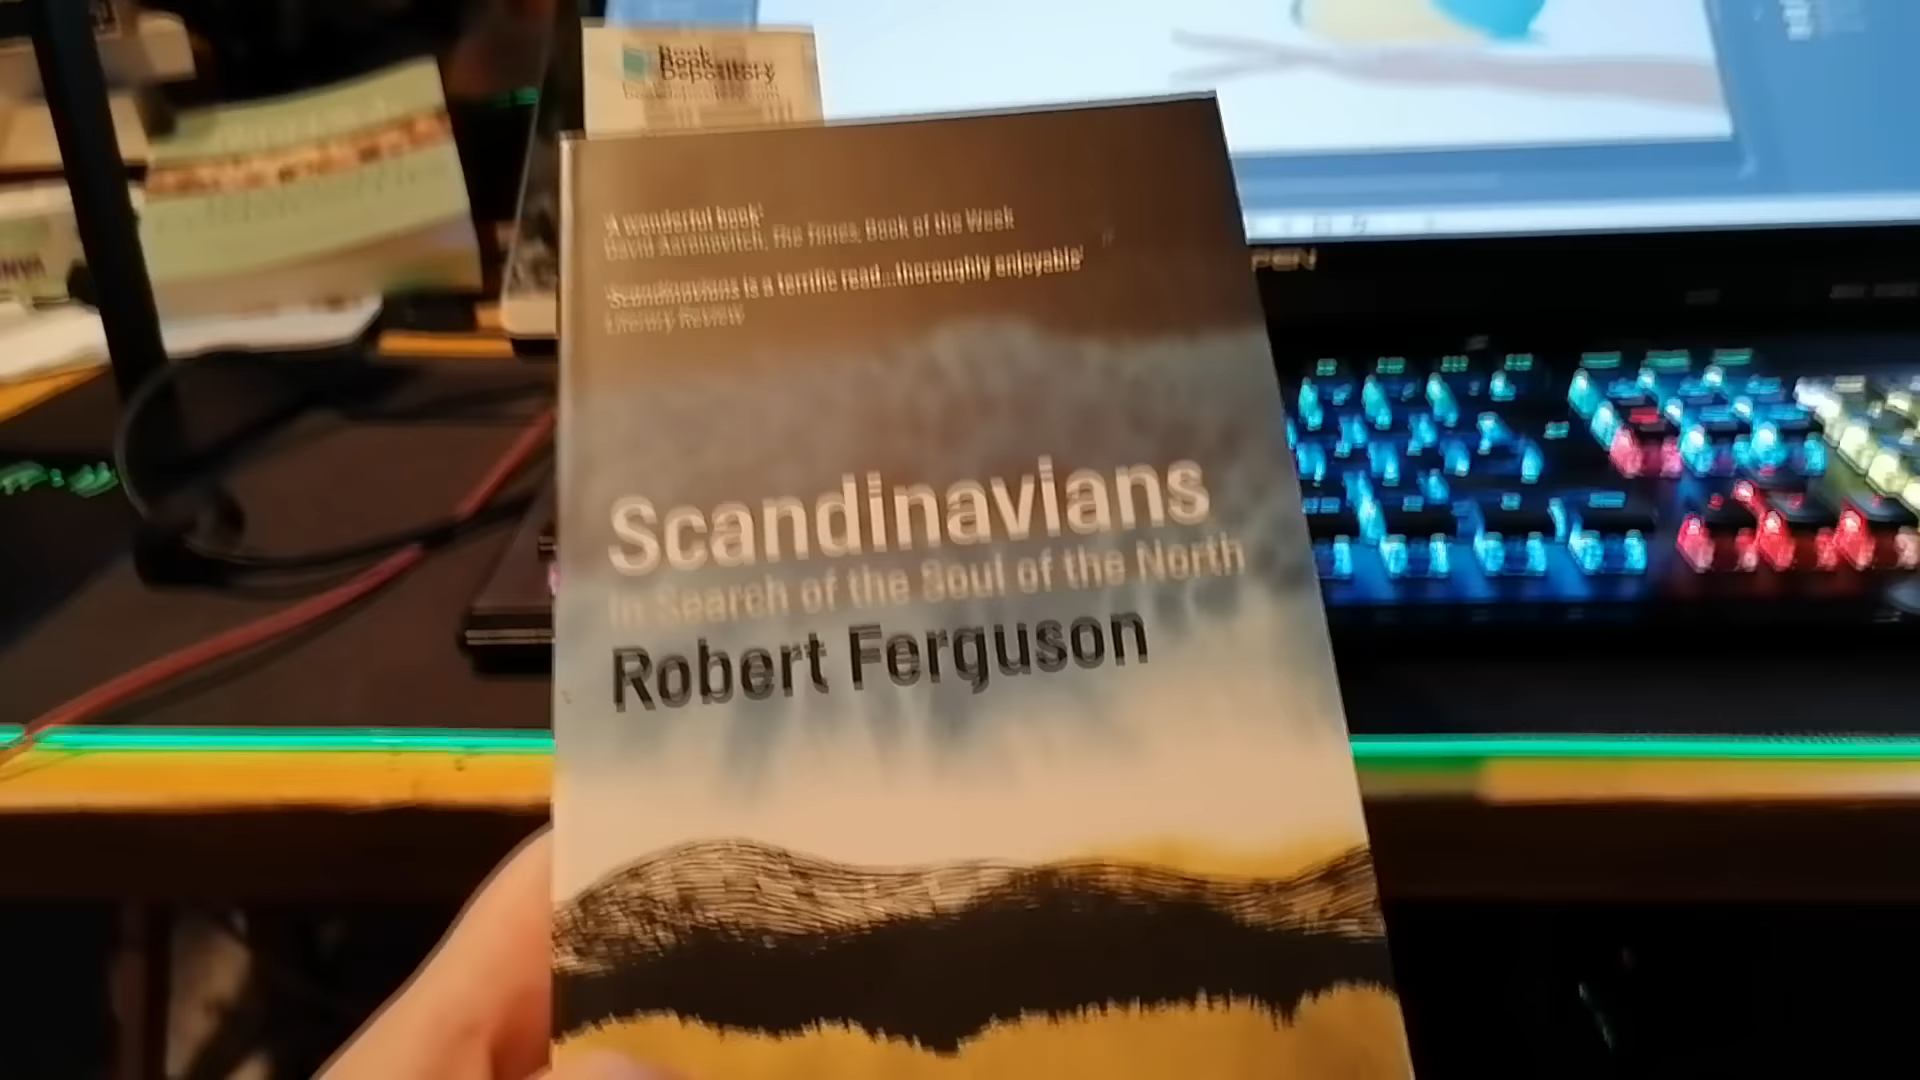 Book
Depository
'A wonderful book'
David Aaronovitch, The Times, Book of the Week
'Scandinavians is a terrific read...thoroughly enjoyable'
Literary Review
Scandinavians
In Search of the Soul of the North
Robert Ferguson